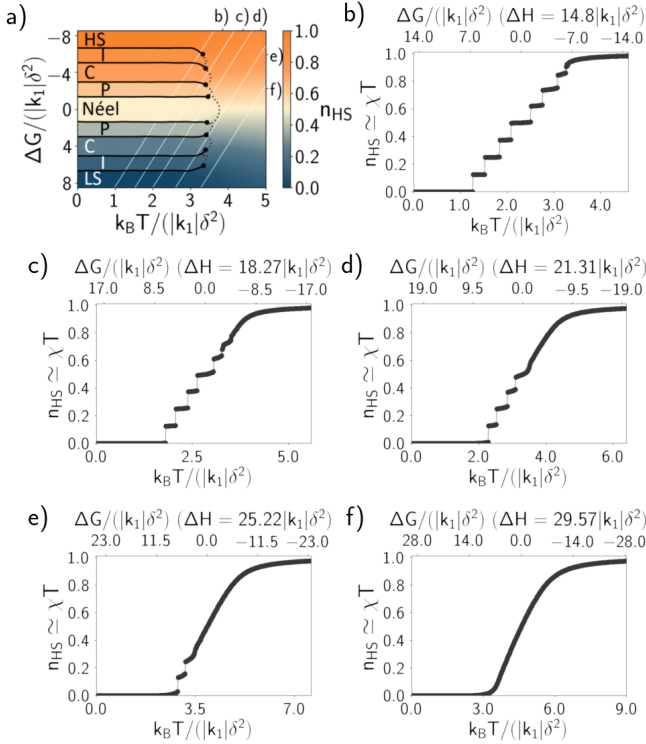 a)
b) c) d)
−8
−4
0
4
8
ΔG/(|k₁|δ²)
HS
I
C
P
Néel
P
C
I
LS
e)
f)
0 1 2 3 4 5
k_BT/(|k₁|δ²)
1.0
0.8
0.6
0.4
0.2
0.0
n_HS
b)
ΔG/(|k₁|δ²) (ΔH = 14.8|k₁|δ²)
14.0 7.0 0.0 −7.0 −14.0
1.0
0.8
0.6
0.4
0.2
0.0
n_HS ≃ χT
0.0 1.0 2.0 3.0 4.0
k_BT/(|k₁|δ²)
c)
ΔG/(|k₁|δ²) (ΔH = 18.27|k₁|δ²)
17.0 8.5 0.0 −8.5 −17.0
1.0
0.8
0.6
0.4
0.2
0.0
n_HS ≃ χT
0.0 2.5 5.0
k_BT/(|k₁|δ²)
d)
ΔG/(|k₁|δ²) (ΔH = 21.31|k₁|δ²)
19.0 9.5 0.0 −9.5 −19.0
1.0
0.8
0.6
0.4
0.2
0.0
n_HS ≃ χT
0.0 2.0 4.0 6.0
k_BT/(|k₁|δ²)
e)
ΔG/(|k₁|δ²) (ΔH = 25.22|k₁|δ²)
23.0 11.5 0.0 −11.5 −23.0
1.0
0.8
0.6
0.4
0.2
0.0
n_HS ≃ χT
0.0 3.5 7.0
k_BT/(|k₁|δ²)
f)
ΔG/(|k₁|δ²) (ΔH = 29.57|k₁|δ²)
28.0 14.0 0.0 −14.0 −28.0
1.0
0.8
0.6
0.4
0.2
0.0
n_HS ≃ χT
0.0 3.0 6.0 9.0
k_BT/(|k₁|δ²)